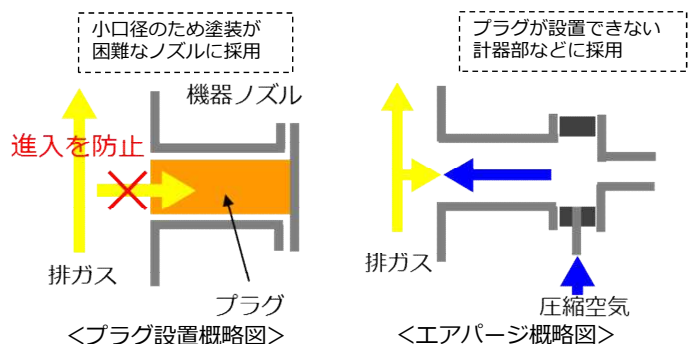 小口径のため塗装が
困難なノズルに採用
機器ノズル
進入を防止
排ガス
プラグ
<プラグ設置概略図>
プラグが設置できない
計器部などに採用
排ガス
圧縮空気
<エアパージ概略図>